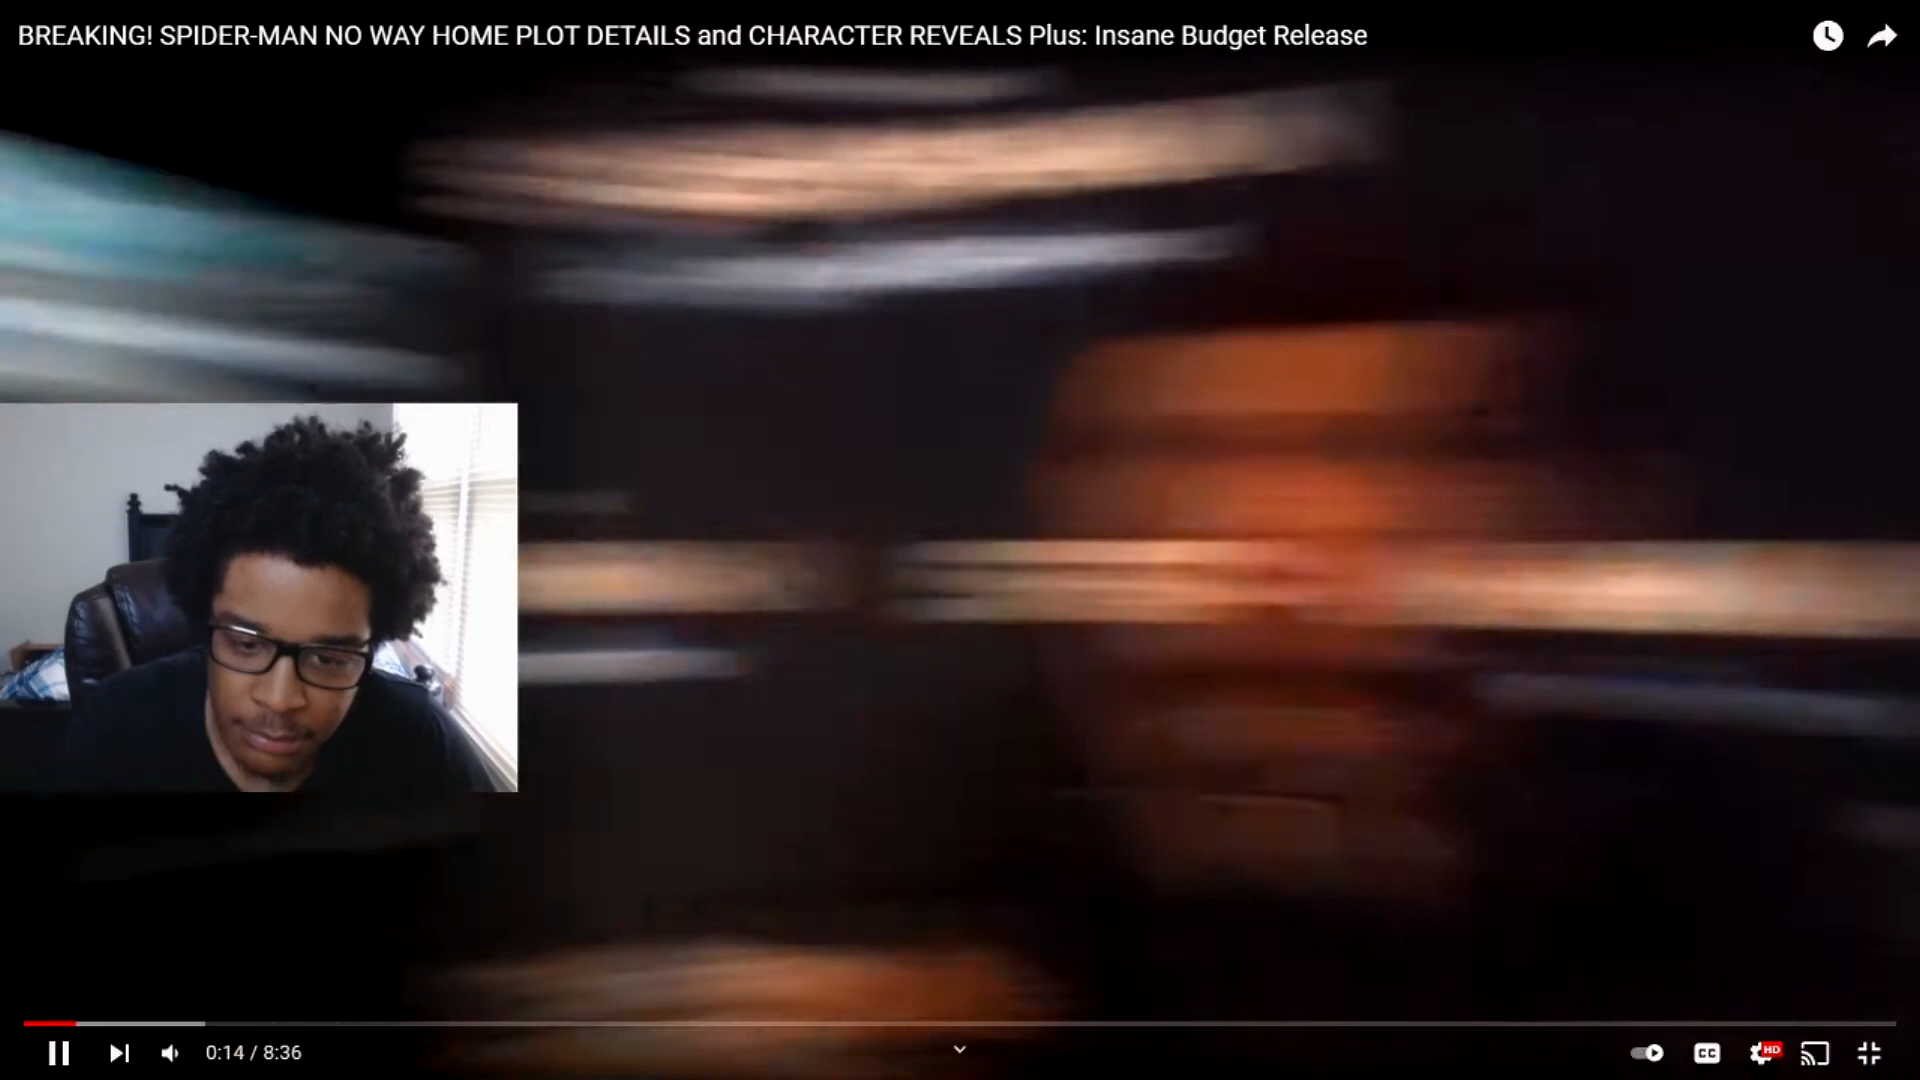 BREAKING! SPIDER-MAN NO WAY HOME PLOT DETAILS and CHARACTER REVEALS Plus: Insane Budget Release
0:14 / 8:36
CC
HD